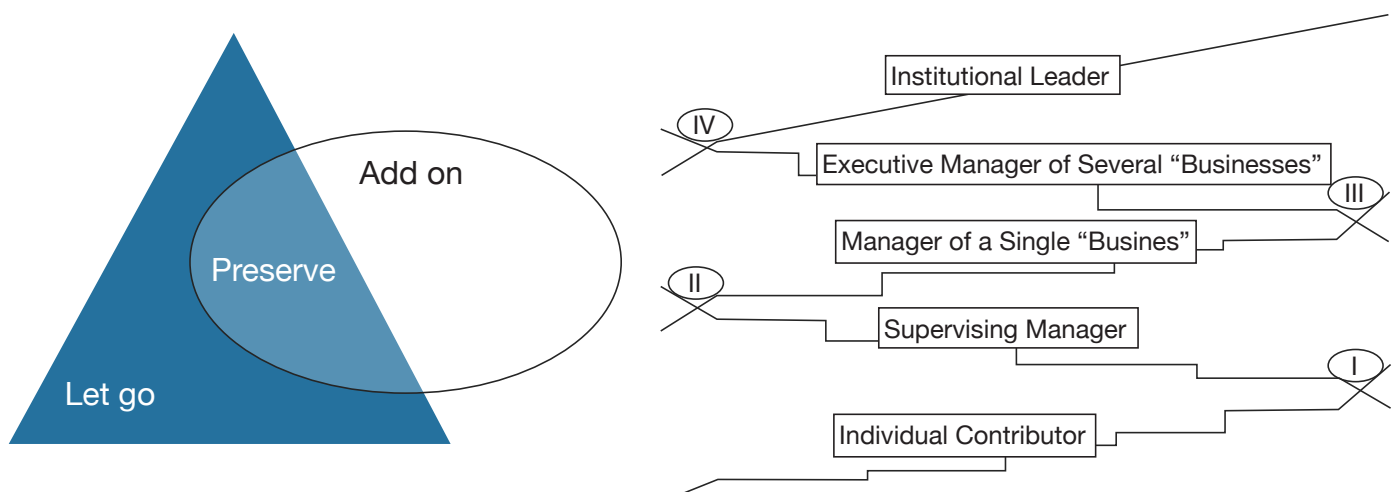 Add on
Preserve
Let go
Institutional Leader
IV
Executive Manager of Several “Businesses”
III
Manager of a Single “Busines”
II
Supervising Manager
I
Individual Contributor